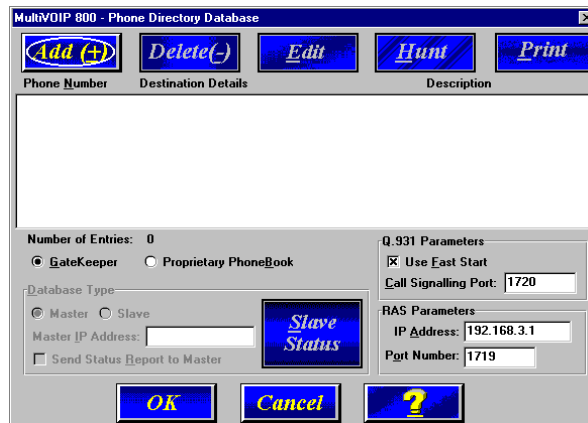 MultiVOIP 800 - Phone Directory Database
Add (+) Delete(-) Edit Hunt Print
Phone Number Destination Details Description
Number of Entries: 0
GateKeeper Proprietary PhoneBook
Database Type
Master Slave
Master IP Address:
Send Status Report to Master
Slave
Status
Q.931 Parameters
Use Fast Start
Call Signalling Port: 1720
RAS Parameters
IP Address: 192.168.3.1
Port Number: 1719
OK Cancel ?